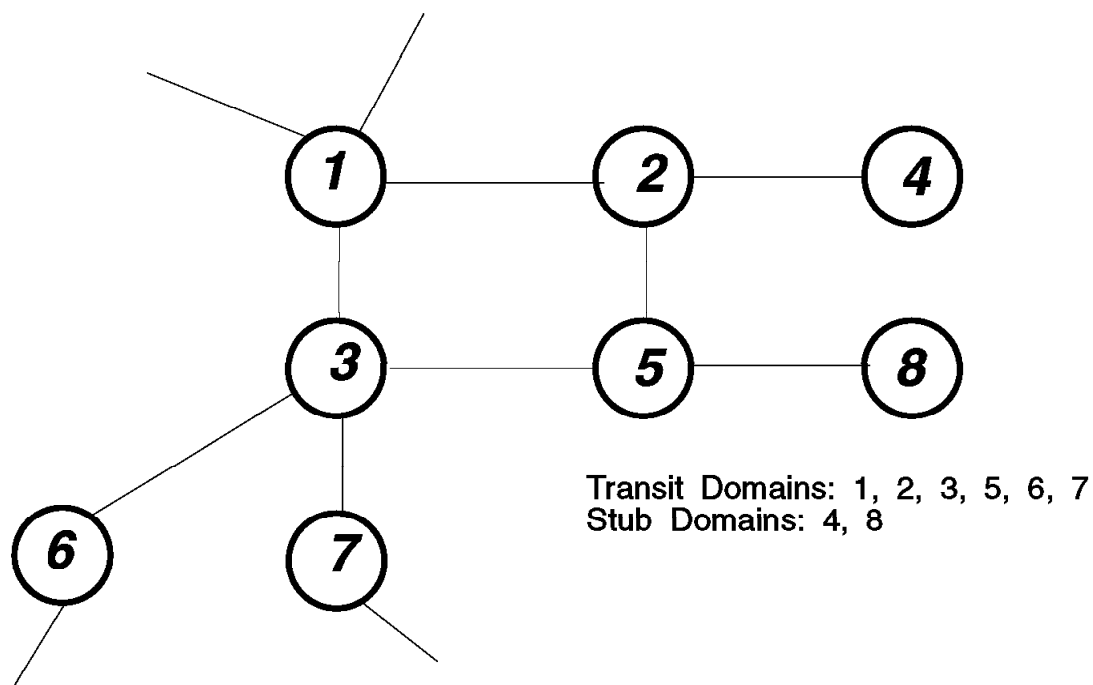 1 2 4
3 5 8
Transit Domains: 1, 2, 3, 5, 6, 7
Stub Domains: 4, 8
6 7